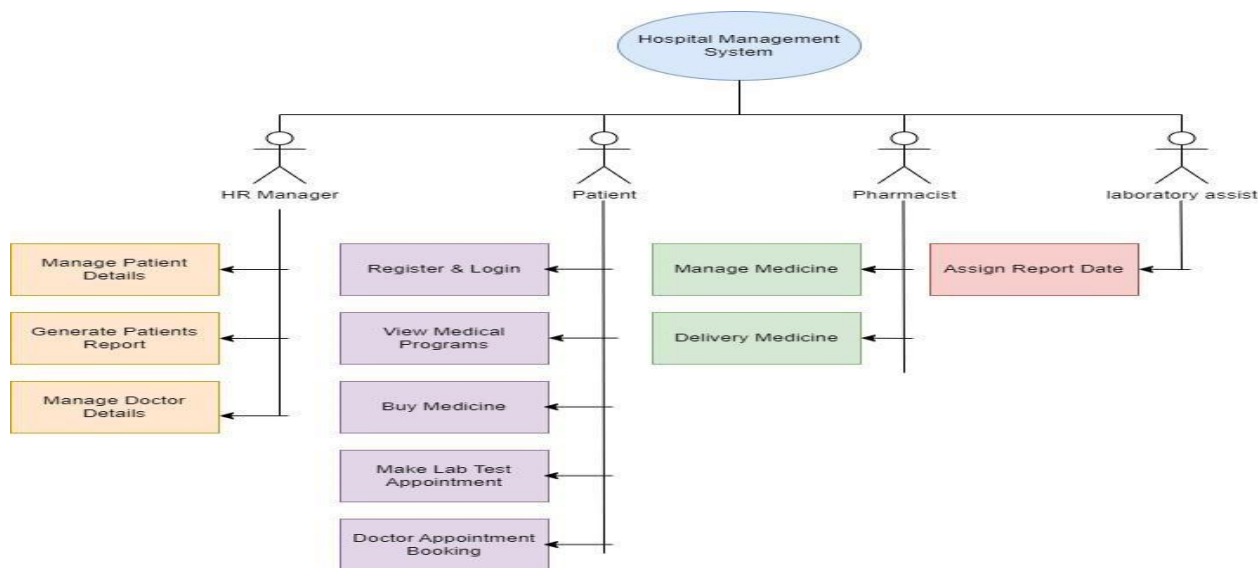 Hospital Management
System
HR Manager
Patient
Pharmacist
laboratory assist
Manage Patient
Details
Generate Patients
Report
Manage Doctor
Details
Register & Login
View Medical
Programs
Buy Medicine
Make Lab Test
Appointment
Doctor Appointment
Booking
Manage Medicine
Delivery Medicine
Assign Report Date